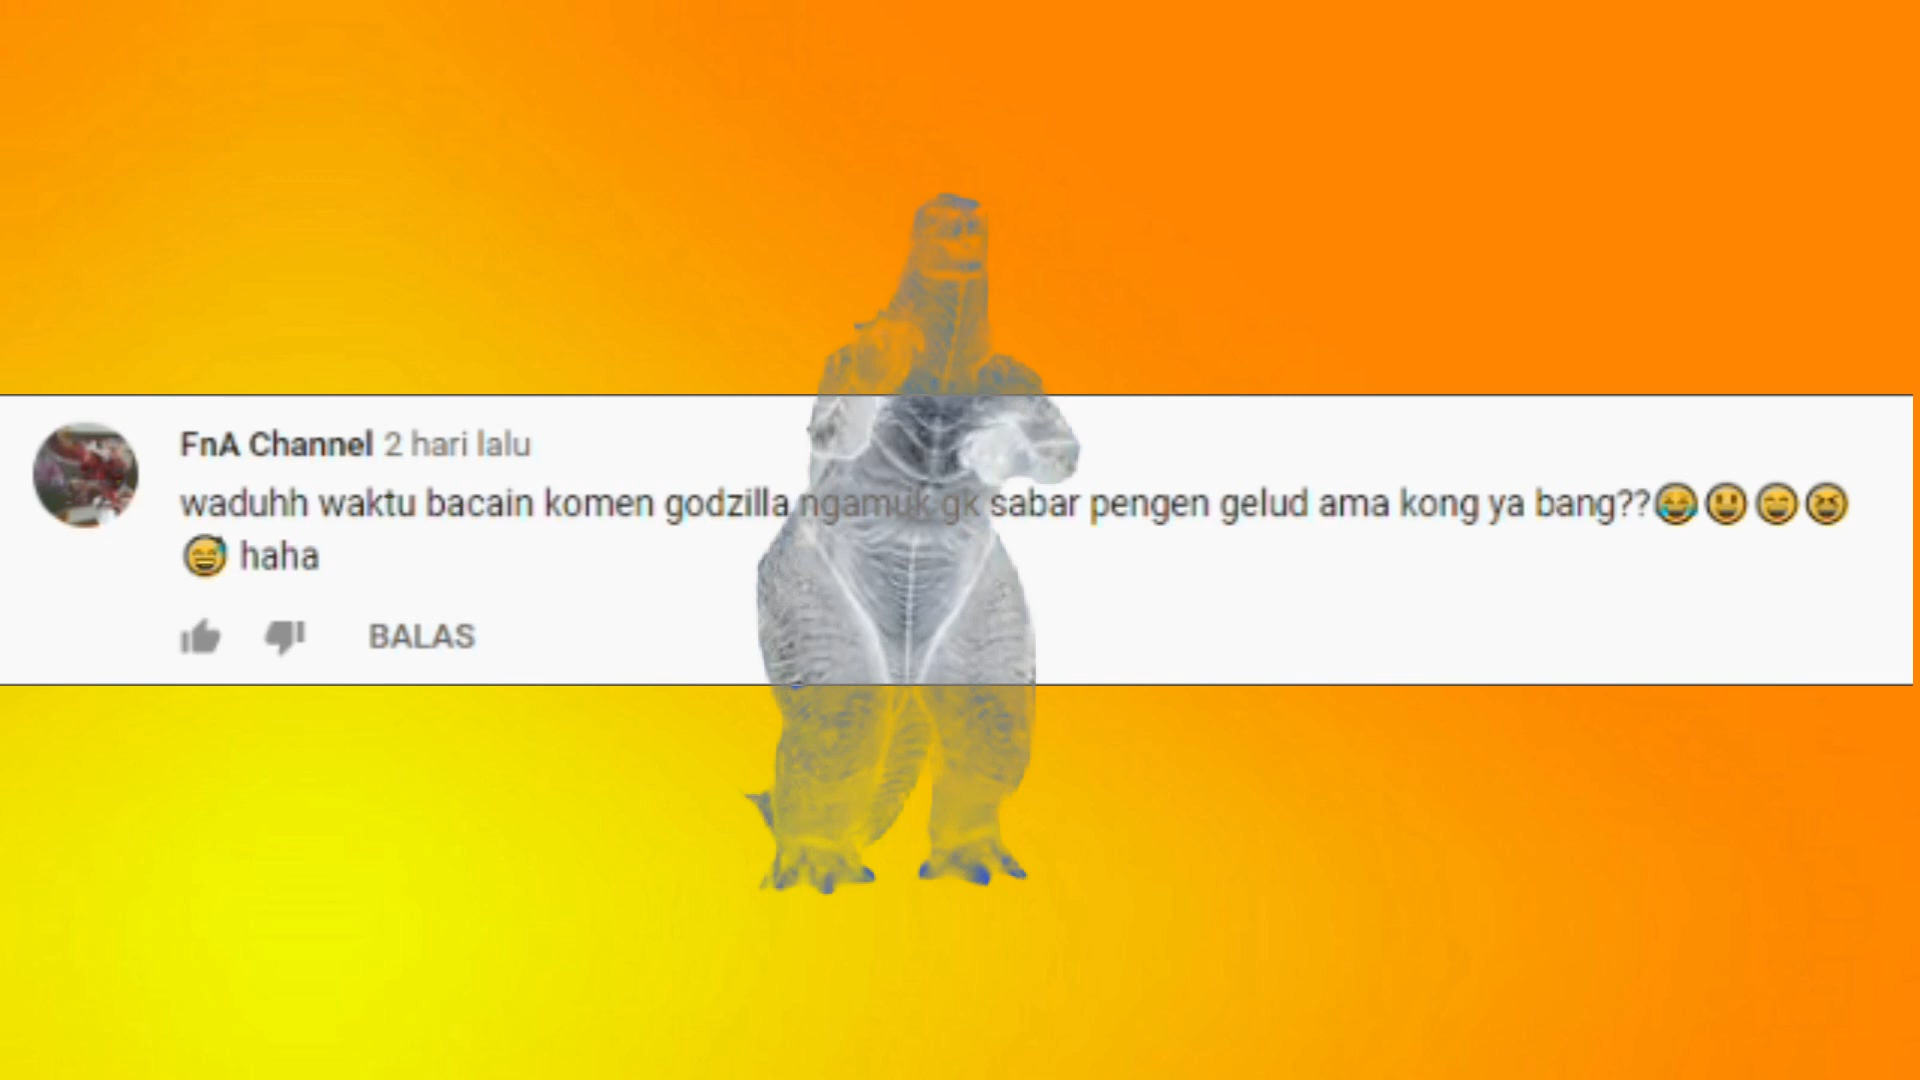 FnA Channel 2 hari lalu
waduhh waktu bacain komen godzilla ngamuk gk sabar pengen gelud ama kong ya bang??😂😃😄😆
😅 haha
BALAS